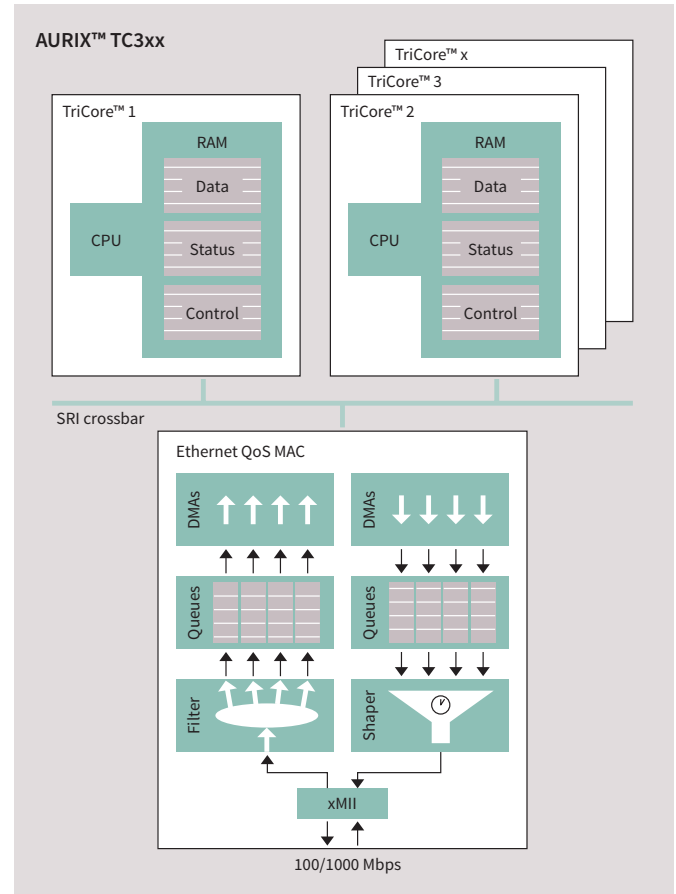 AURIX™ TC3xx
TriCore™ x
TriCore™ 3
TriCore™ 1
TriCore™ 2
RAM
RAM
Data
Data
CPU
CPU
Status
Status
Control
Control
SRI crossbar
Ethernet QoS MAC
DMAs
DMAs
Queues
Queues
Filter
Shaper
xMII
100/1000 Mbps